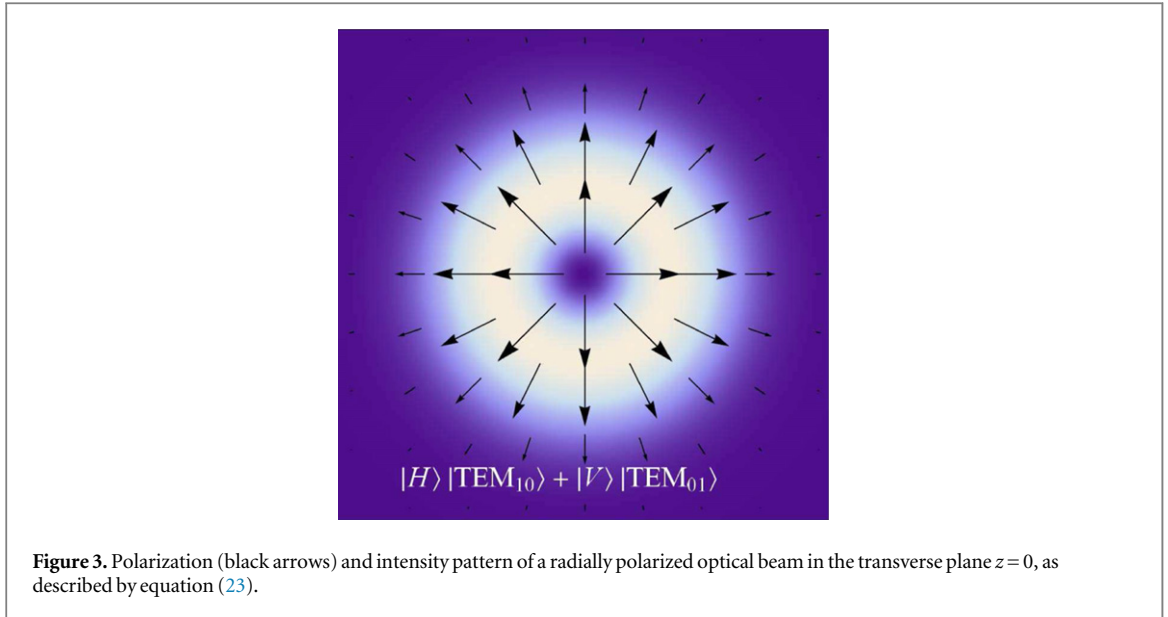 |H⟩|TEM₁₀⟩ + |V⟩|TEM₀₁⟩
Figure 3. Polarization (black arrows) and intensity pattern of a radially polarized optical beam in the transverse plane z = 0, as
described by equation (23).